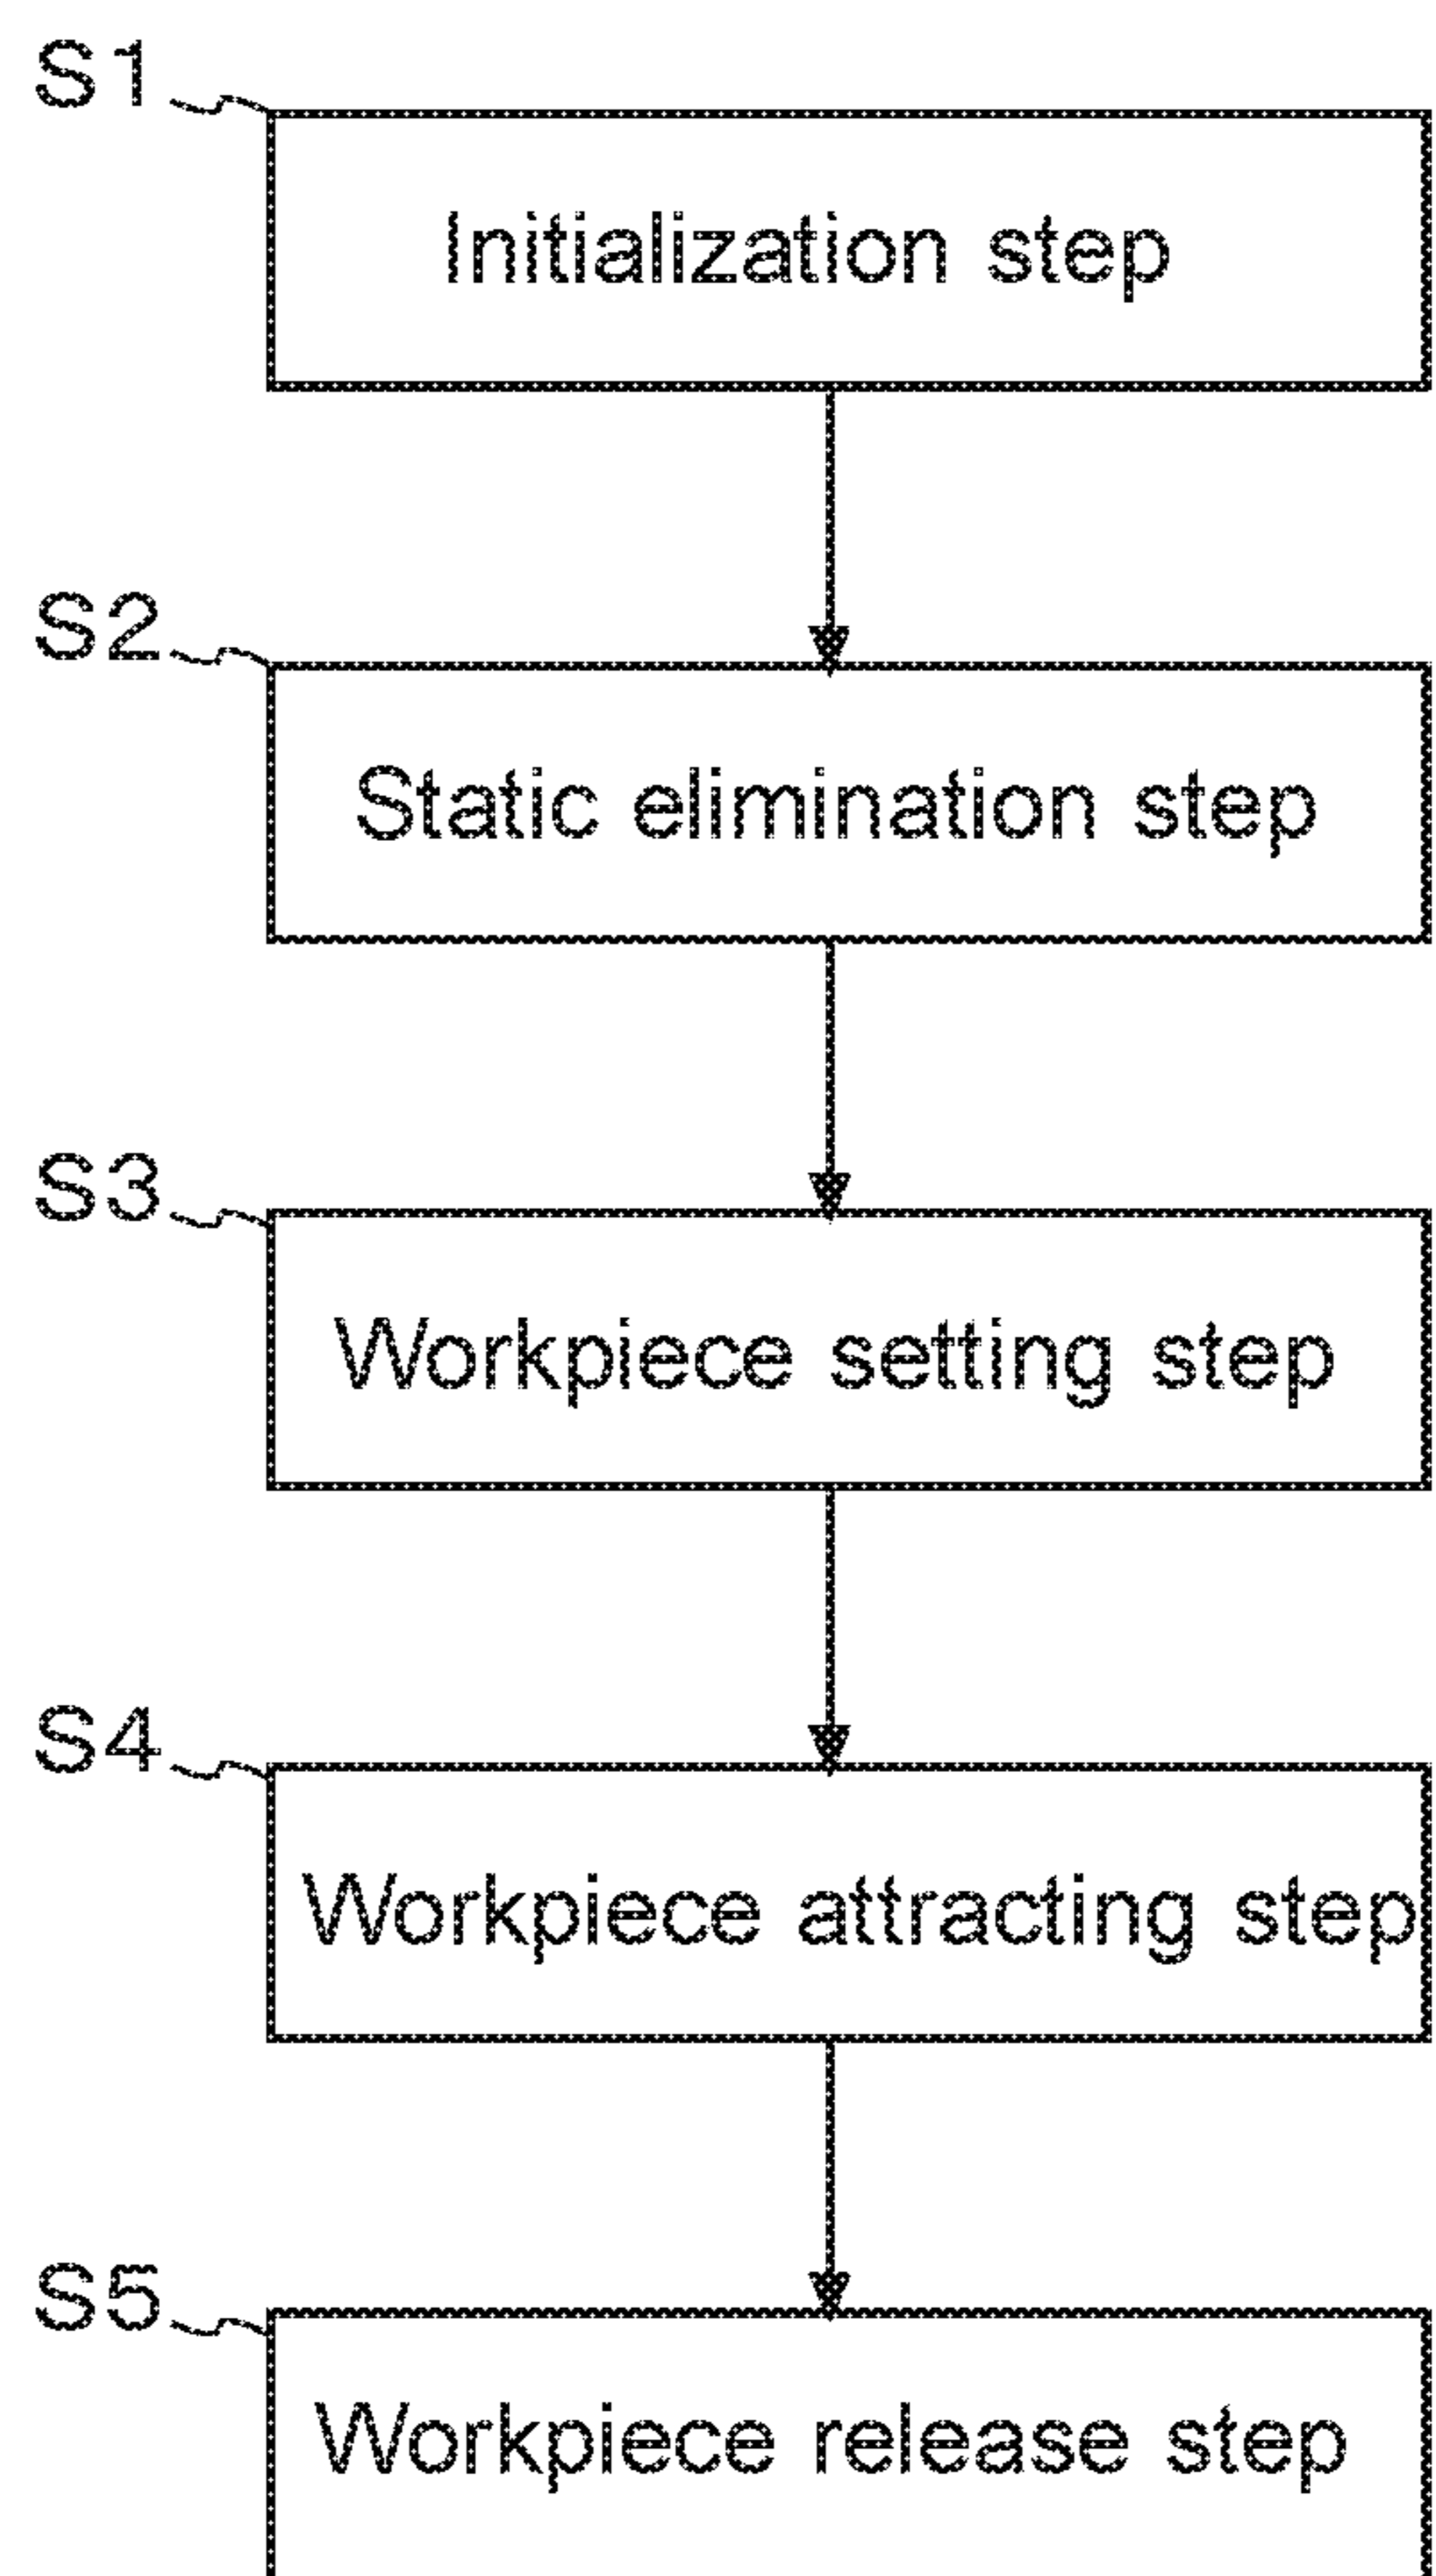 S1
Initialization step
S2
Static elimination step
S3
Workpiece setting step
S4
Workpiece attracting step
S5
Workpiece release step